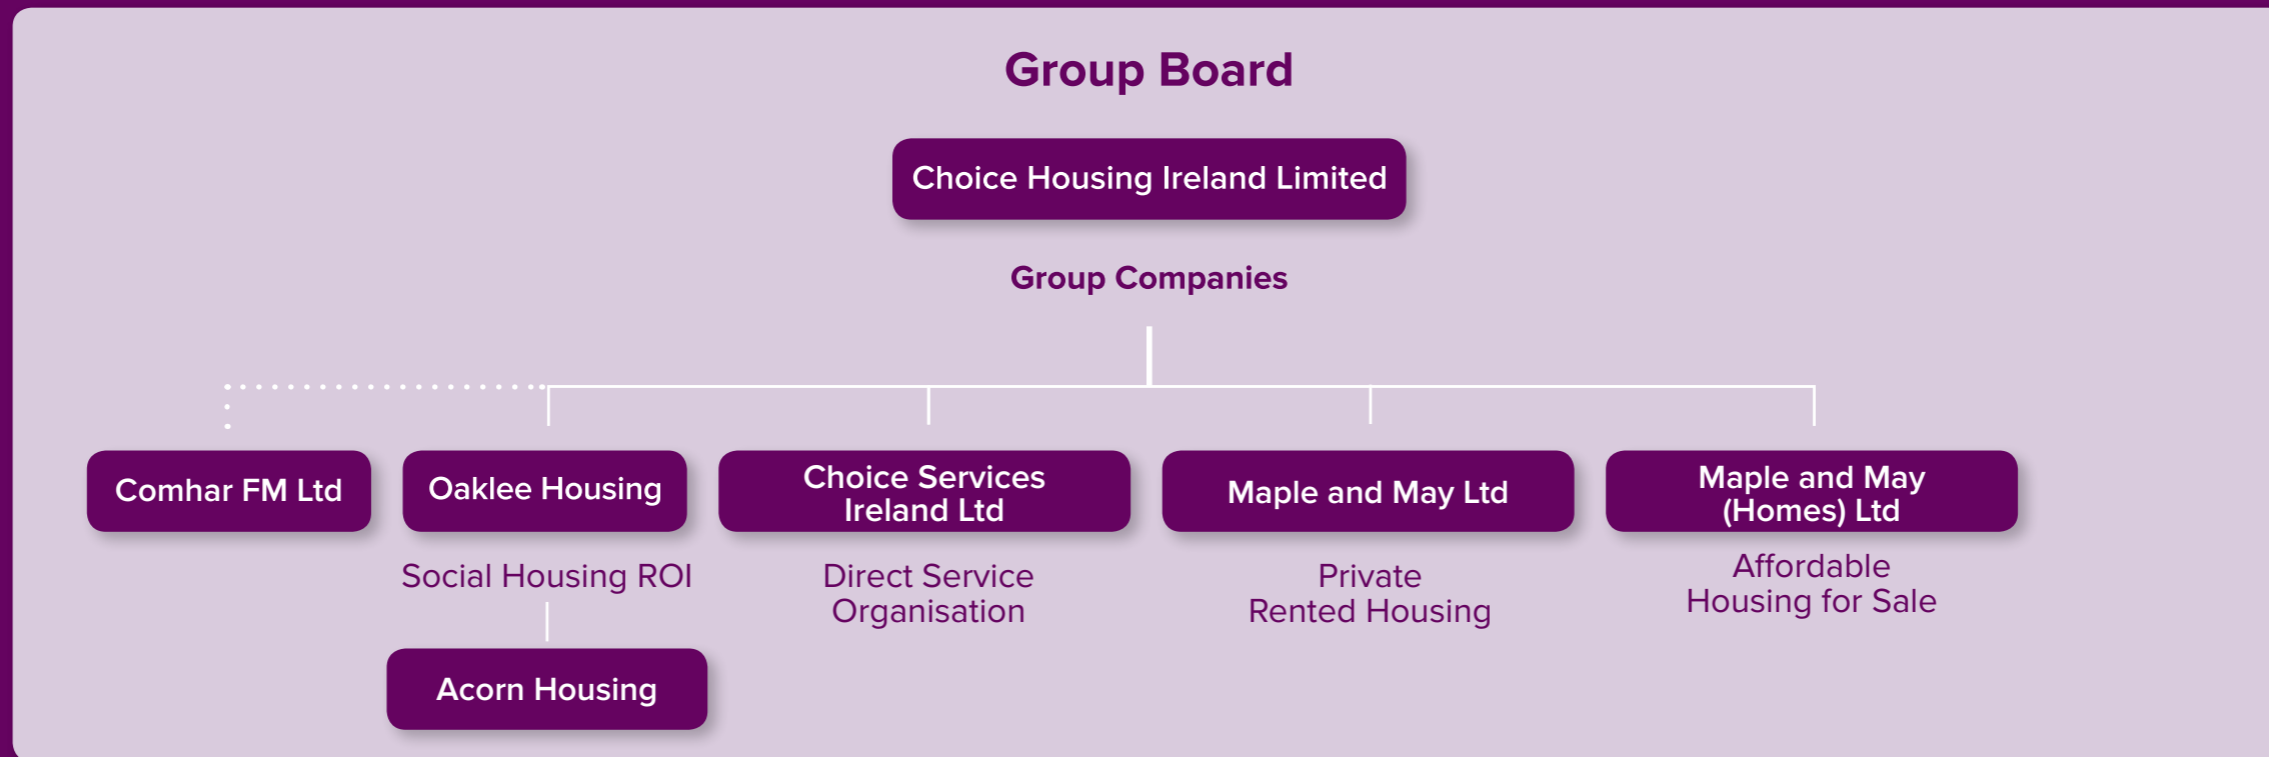 Group Board
Choice Housing Ireland Limited
Group Companies
Comhar FM Ltd
Oaklee Housing
Social Housing ROI
Acorn Housing
Choice Services
Ireland Ltd
Direct Service
Organisation
Maple and May Ltd
Private
Rented Housing
Maple and May
(Homes) Ltd
Affordable
Housing for Sale